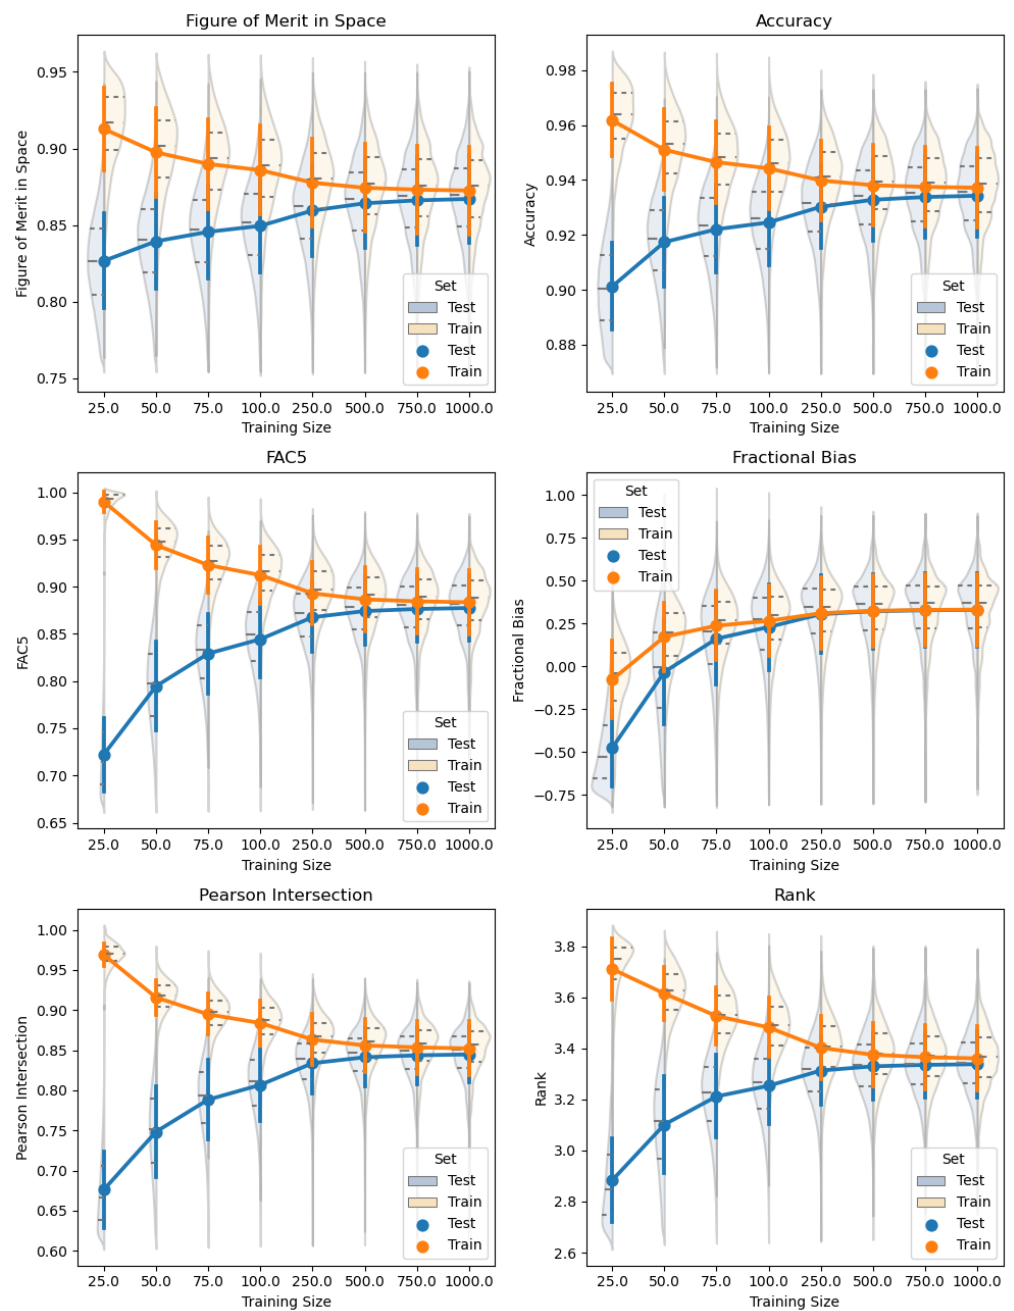 Figure of Merit in Space
Figure of Merit in Space
0.95
0.90
0.85
0.80
0.75
25.0 50.0 75.0 100.0 250.0 500.0 750.0 1000.0
Training Size
Set
Test
Train
Test
Train
Accuracy
Accuracy
0.98
0.96
0.94
0.92
0.90
0.88
25.0 50.0 75.0 100.0 250.0 500.0 750.0 1000.0
Training Size
Set
Test
Train
Test
Train
FAC5
FAC5
1.00
0.95
0.90
0.85
0.80
0.75
0.70
0.65
25.0 50.0 75.0 100.0 250.0 500.0 750.0 1000.0
Training Size
Set
Test
Train
Test
Train
Fractional Bias
Fractional Bias
1.00
0.75
0.50
0.25
0.00
−0.25
−0.50
−0.75
25.0 50.0 75.0 100.0 250.0 500.0 750.0 1000.0
Training Size
Set
Test
Train
Test
Train
Pearson Intersection
Pearson Intersection
1.00
0.95
0.90
0.85
0.80
0.75
0.70
0.65
0.60
25.0 50.0 75.0 100.0 250.0 500.0 750.0 1000.0
Training Size
Set
Test
Train
Test
Train
Rank
Rank
3.8
3.6
3.4
3.2
3.0
2.8
2.6
25.0 50.0 75.0 100.0 250.0 500.0 750.0 1000.0
Training Size
Set
Test
Train
Test
Train